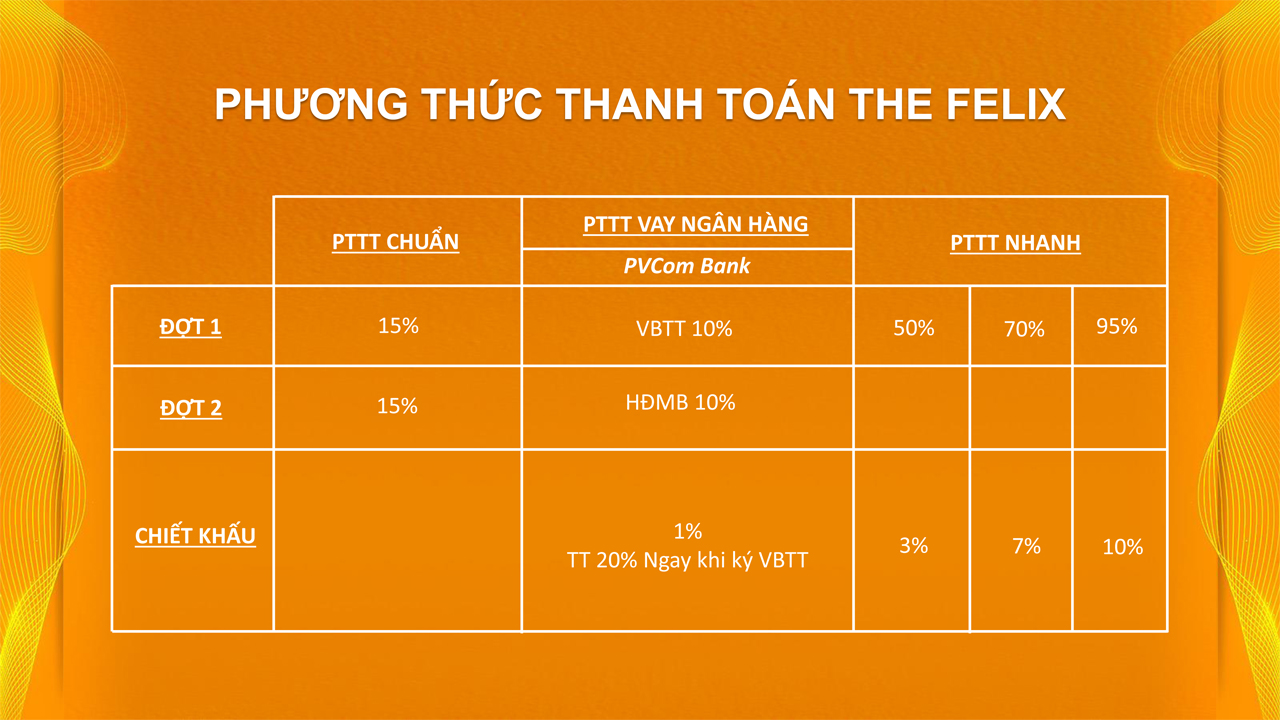 PHƯƠNG THỨC THANH TOÁN THE FELIX
PTTT CHUẨN
PTTT VAY NGÂN HÀNG
PVCom Bank
PTTT NHANH
ĐỢT 1
15%
VBTT 10%
50%
70%
95%
ĐỢT 2
15%
HĐMB 10%
CHIẾT KHẤU
1%
TT 20% Ngay khi ký VBTT
3%
7%
10%